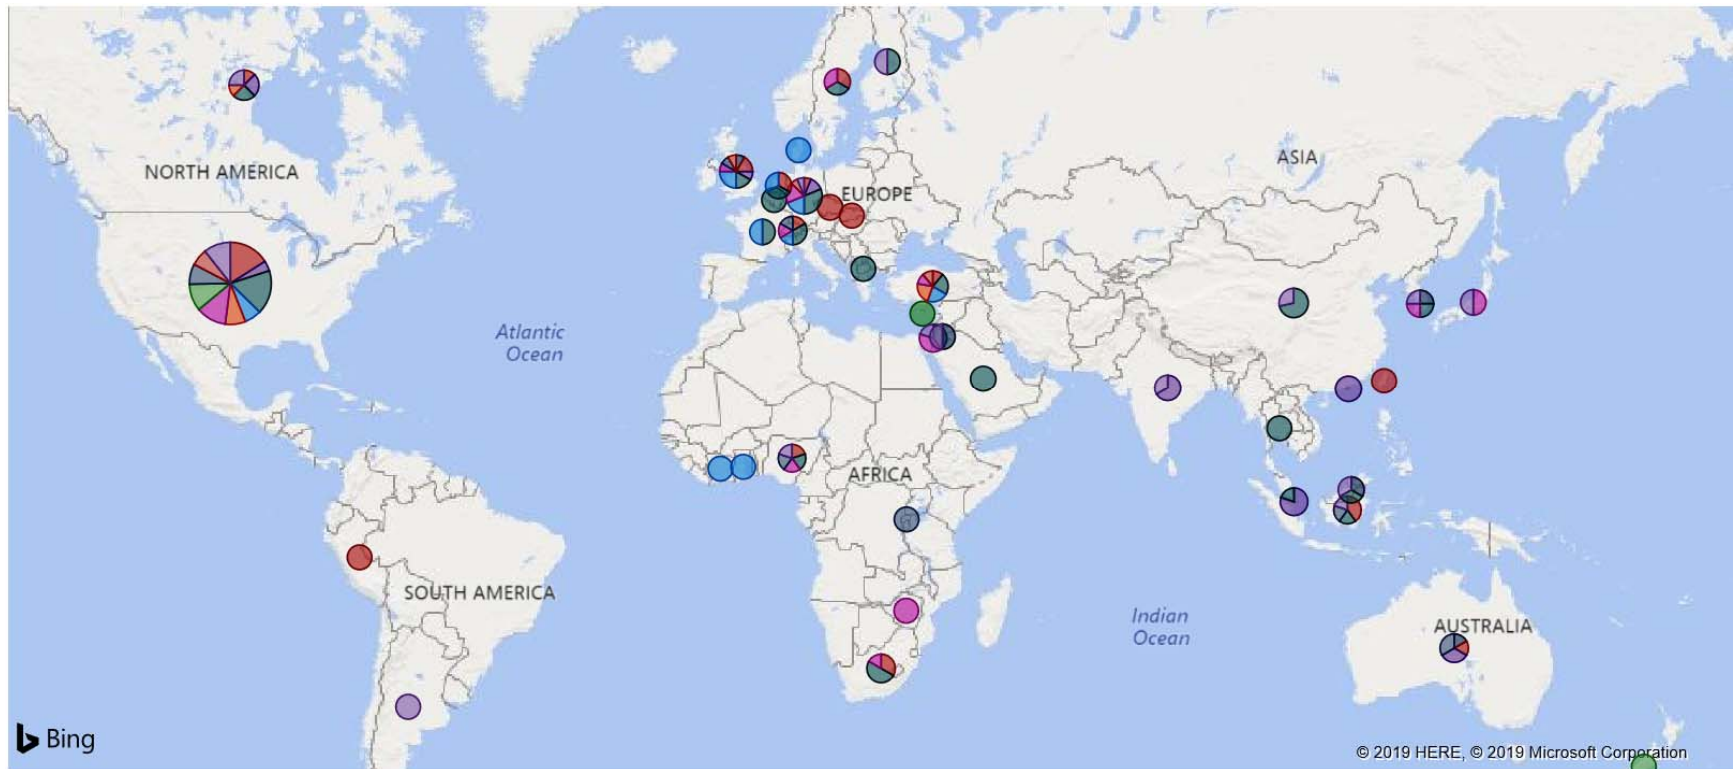 NORTH AMERICA
EUROPE
ASIA
Atlantic
Ocean
AFRICA
SOUTH AMERICA
Indian
Ocean
AUSTRALIA
Bing
© 2019 HERE, © 2019 Microsoft Corporation